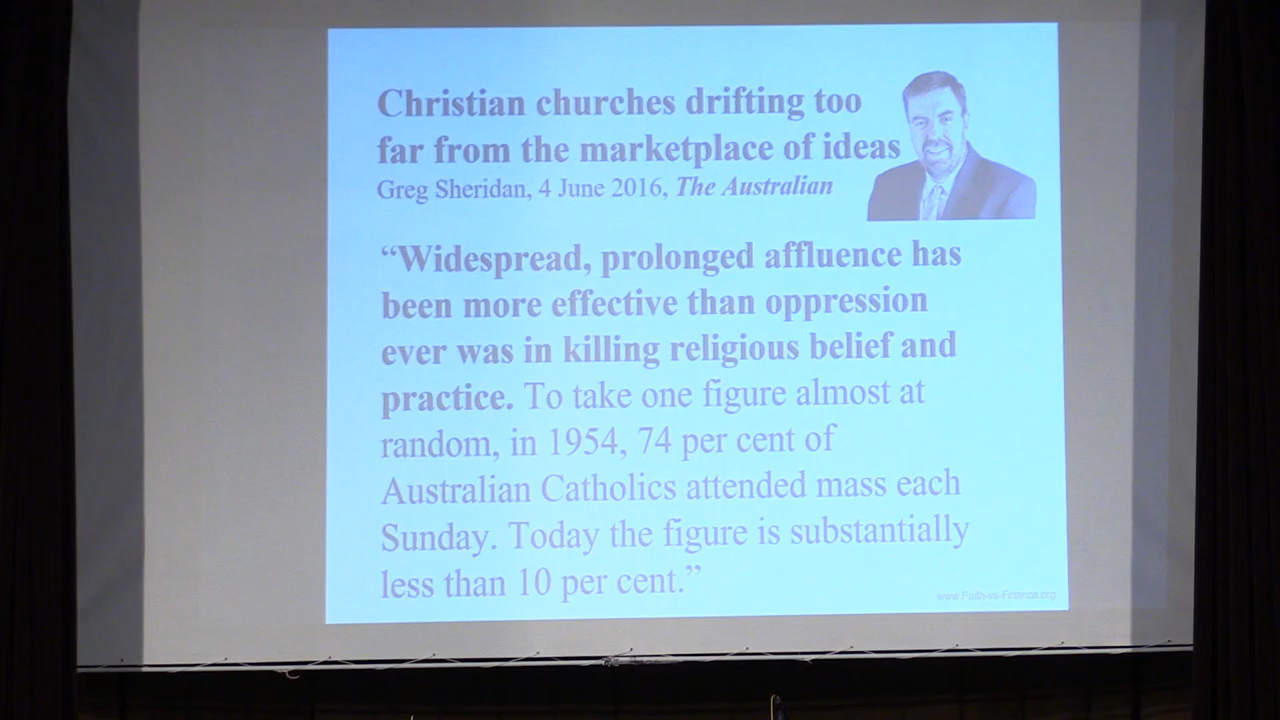 Christian churches drifting too
far from the marketplace of ideas
Greg Sheridan, 4 June 2016, The Australian
“Widespread, prolonged affluence has
been more effective than oppression
ever was in killing religious belief and
practice. To take one figure almost at
random, in 1954, 74 per cent of
Australian Catholics attended mass each
Sunday. Today the figure is substantially
less than 10 per cent.”
www.Faith-vs-Finance.org